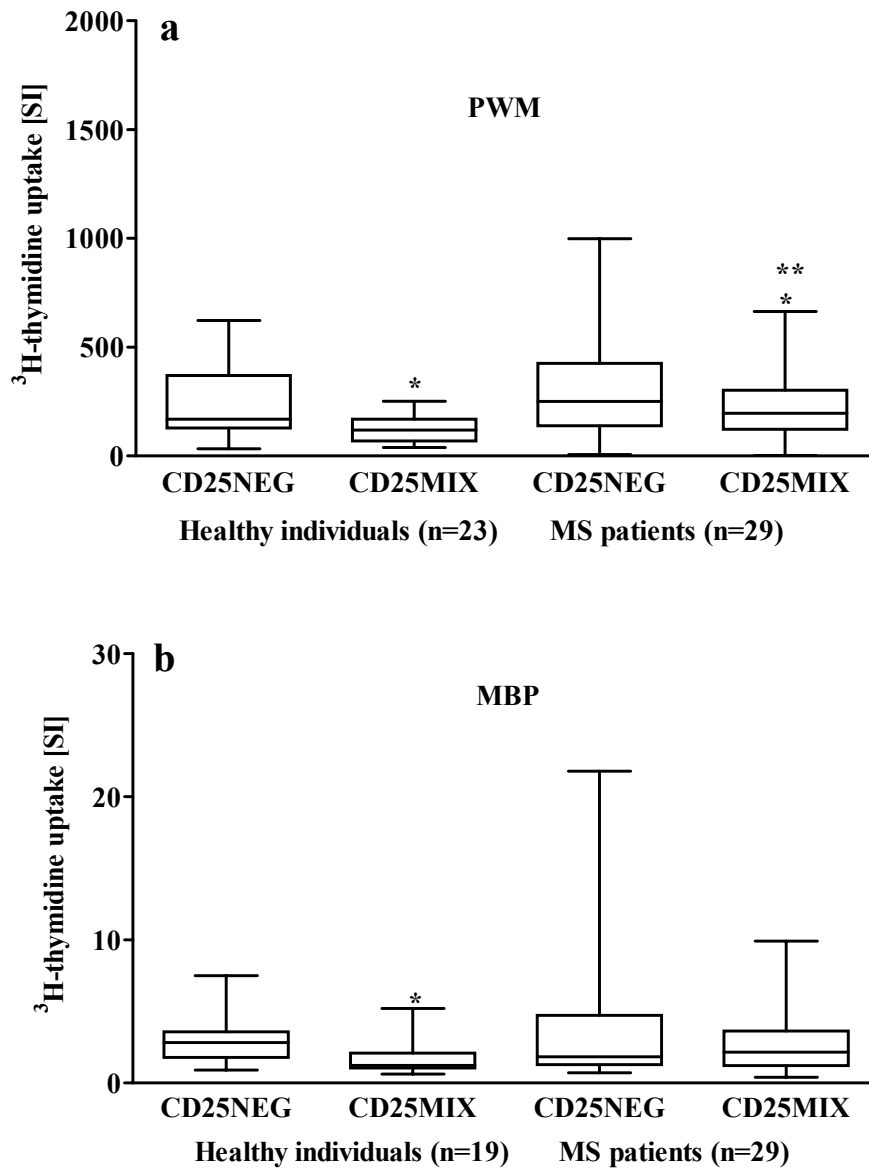 a
PWM
³H-thymidine uptake [SI]
2000
1500
1000
500
0
*
**
*
CD25NEG CD25MIX CD25NEG CD25MIX
Healthy individuals (n=23) MS patients (n=29)
b
MBP
³H-thymidine uptake [SI]
30
20
10
0
*
CD25NEG CD25MIX CD25NEG CD25MIX
Healthy individuals (n=19) MS patients (n=29)